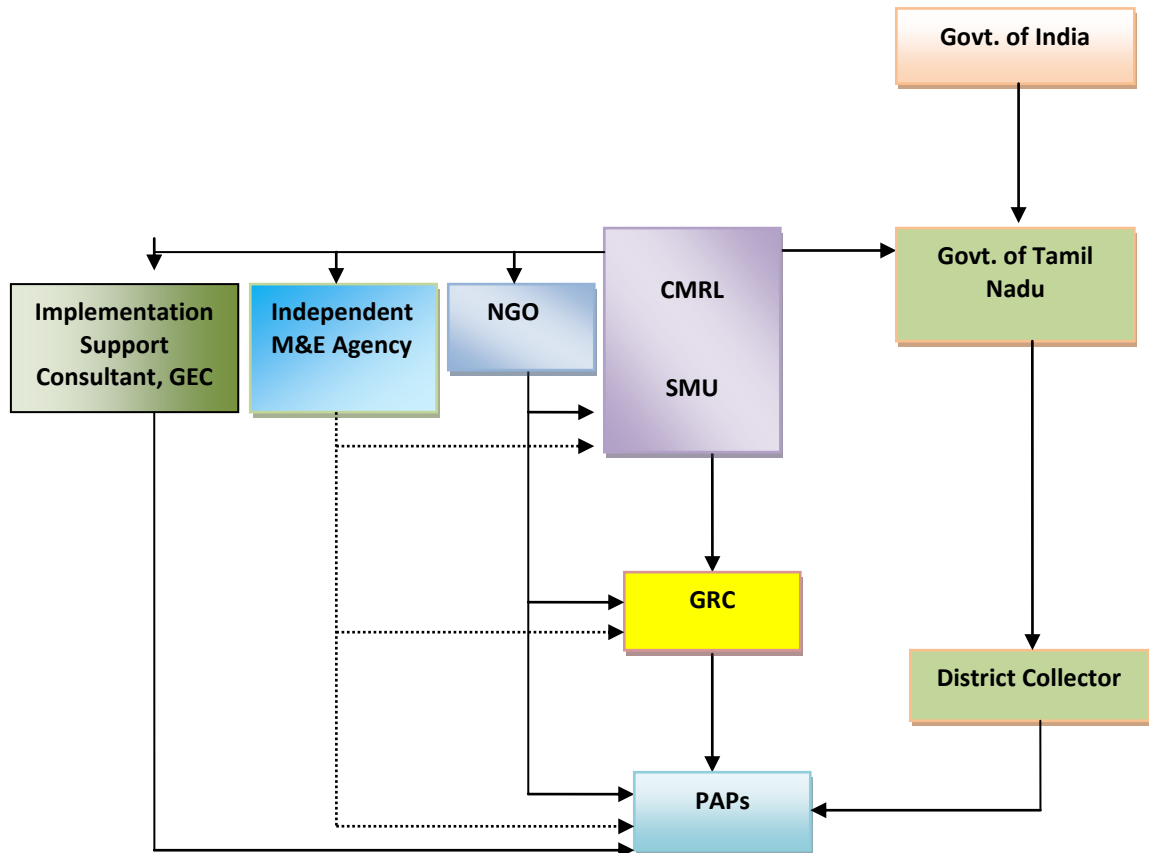 Govt. of India
Govt. of Tamil
Nadu
CMRL
SMU
Implementation
Support
Consultant, GEC
Independent
M&E Agency
NGO
GRC
District Collector
PAPs